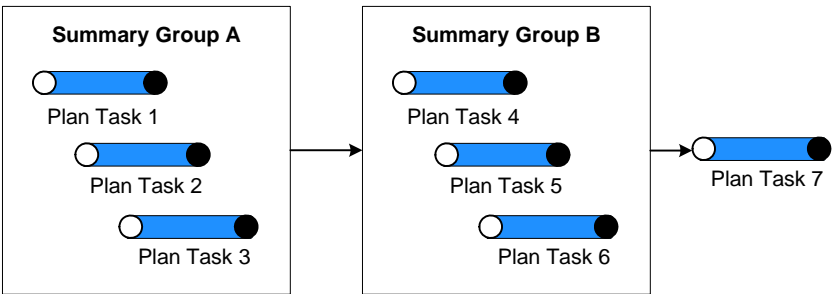 Summary Group A
Plan Task 1
Plan Task 2
Plan Task 3
Summary Group B
Plan Task 4
Plan Task 5
Plan Task 6
Plan Task 7